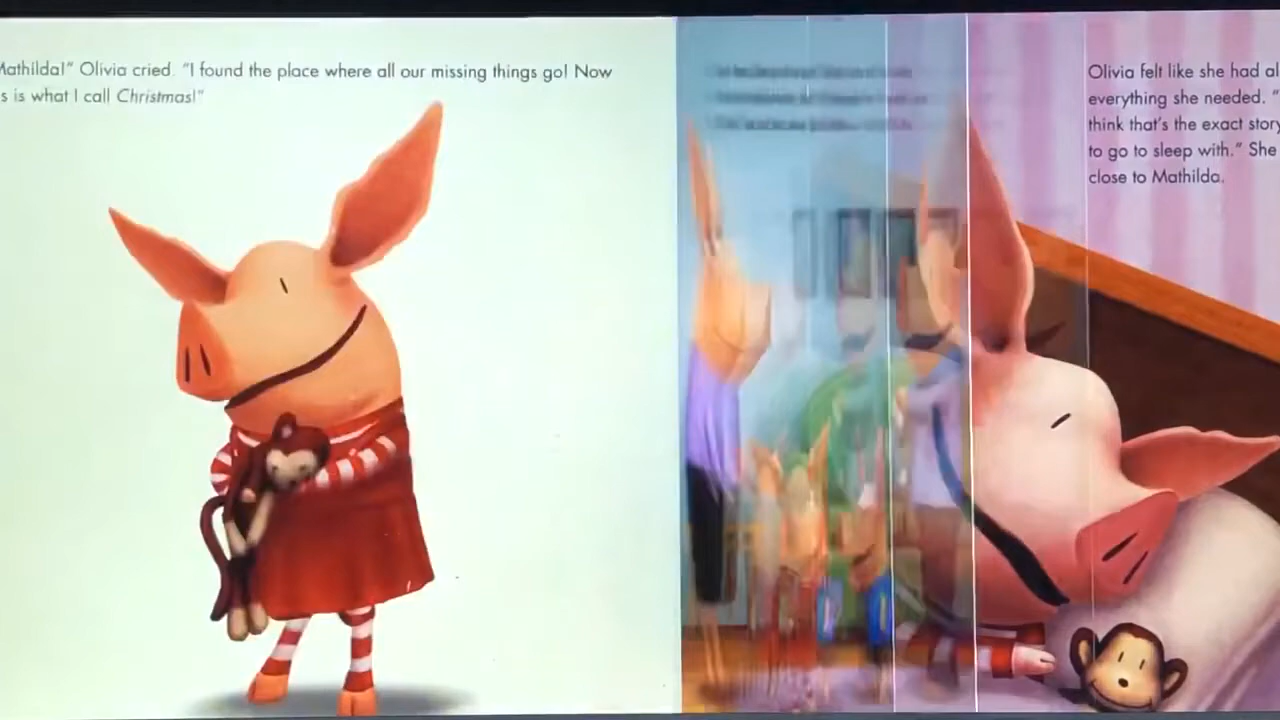 Mathilda!" Olivia cried. "I found the place where all our missing things go! Now
s is what I call Christmas!"
Olivia felt like she had al
everything she needed. "
think that's the exact story
to go to sleep with." She
close to Mathilda.